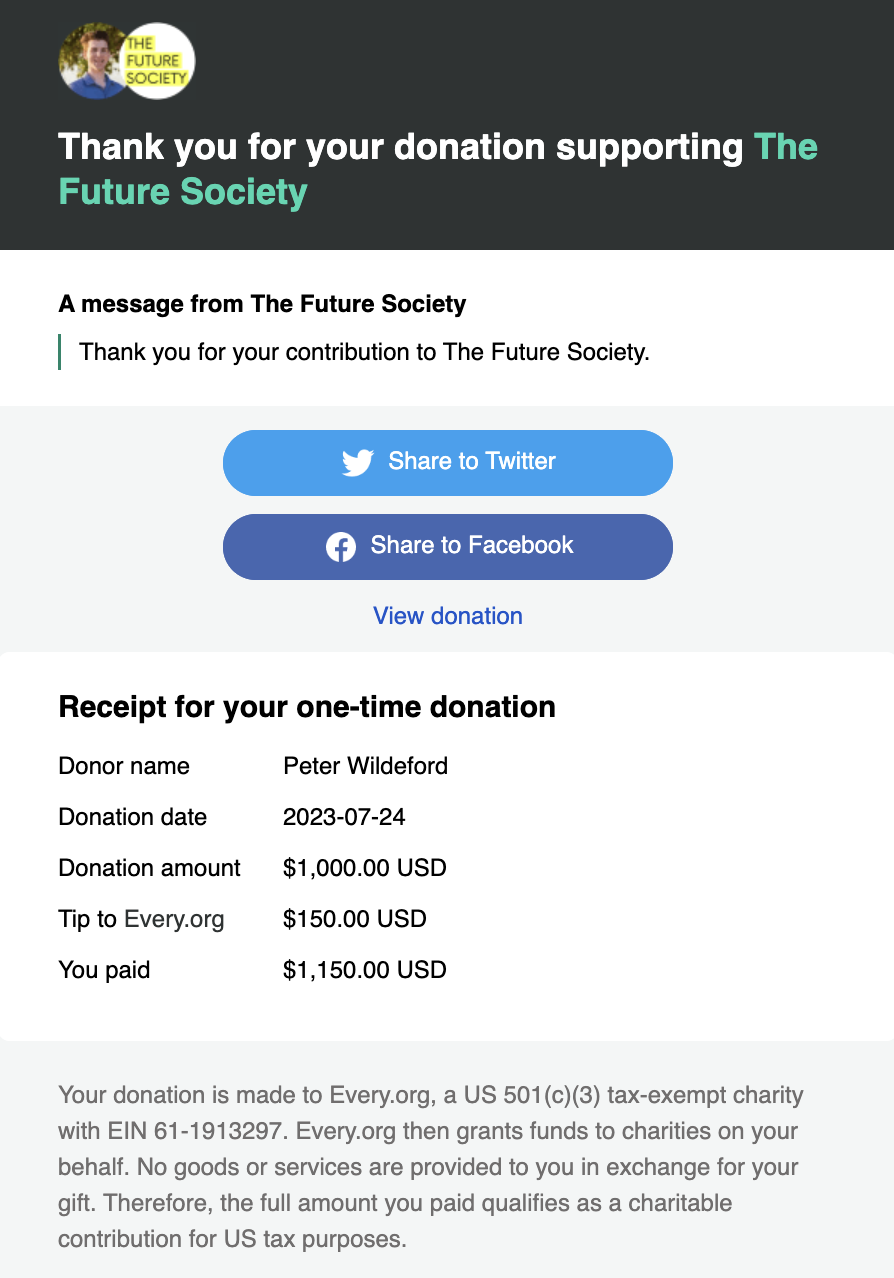 THE
FUTURE
SOCIETY
Thank you for your donation supporting The
Future Society
A message from The Future Society
Thank you for your contribution to The Future Society.
Share to Twitter
Share to Facebook
View donation
Receipt for your one-time donation
Donor name Peter Wildeford
Donation date 2023-07-24
Donation amount $1,000.00 USD
Tip to Every.org $150.00 USD
You paid $1,150.00 USD
Your donation is made to Every.org, a US 501(c)(3) tax-exempt charity
with EIN 61-1913297. Every.org then grants funds to charities on your
behalf. No goods or services are provided to you in exchange for your
gift. Therefore, the full amount you paid qualifies as a charitable
contribution for US tax purposes.